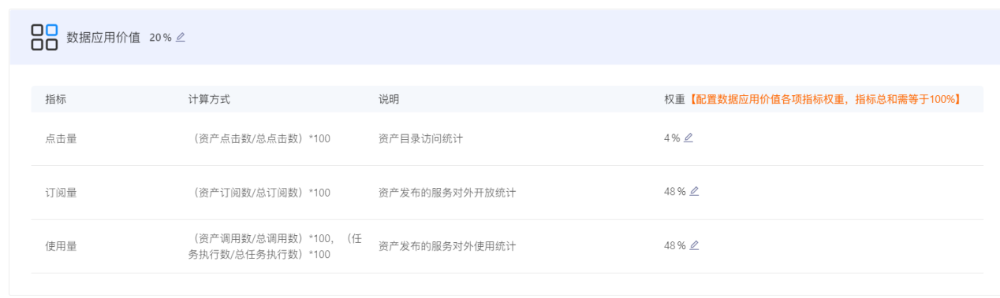 数据应用价值 20%
指标 计算方式 说明 权重【配置数据应用价值各项指标权重，指标总和需等于100%】
点击量 （资产点击数/总点击数）*100 资产目录访问统计 4%
订阅量 （资产订阅数/总订阅数）*100 资产发布的服务对外开放统计 48%
使用量 （资产调用数/总调用数）*100，（任
务执行数/总任务执行数）*100 资产发布的服务对外使用统计 48%